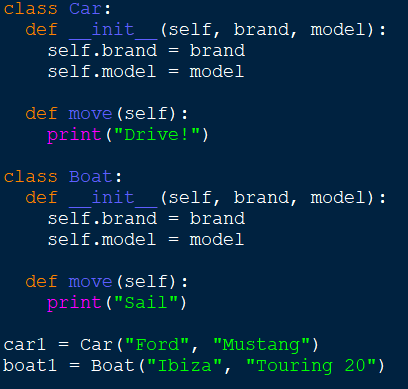 class Car:
  def __init__(self, brand, model):
    self.brand = brand
    self.model = model

  def move(self):
    print("Drive!")

class Boat:
  def __init__(self, brand, model):
    self.brand = brand
    self.model = model

  def move(self):
    print("Sail")

car1 = Car("Ford", "Mustang")
boat1 = Boat("Ibiza", "Touring 20")